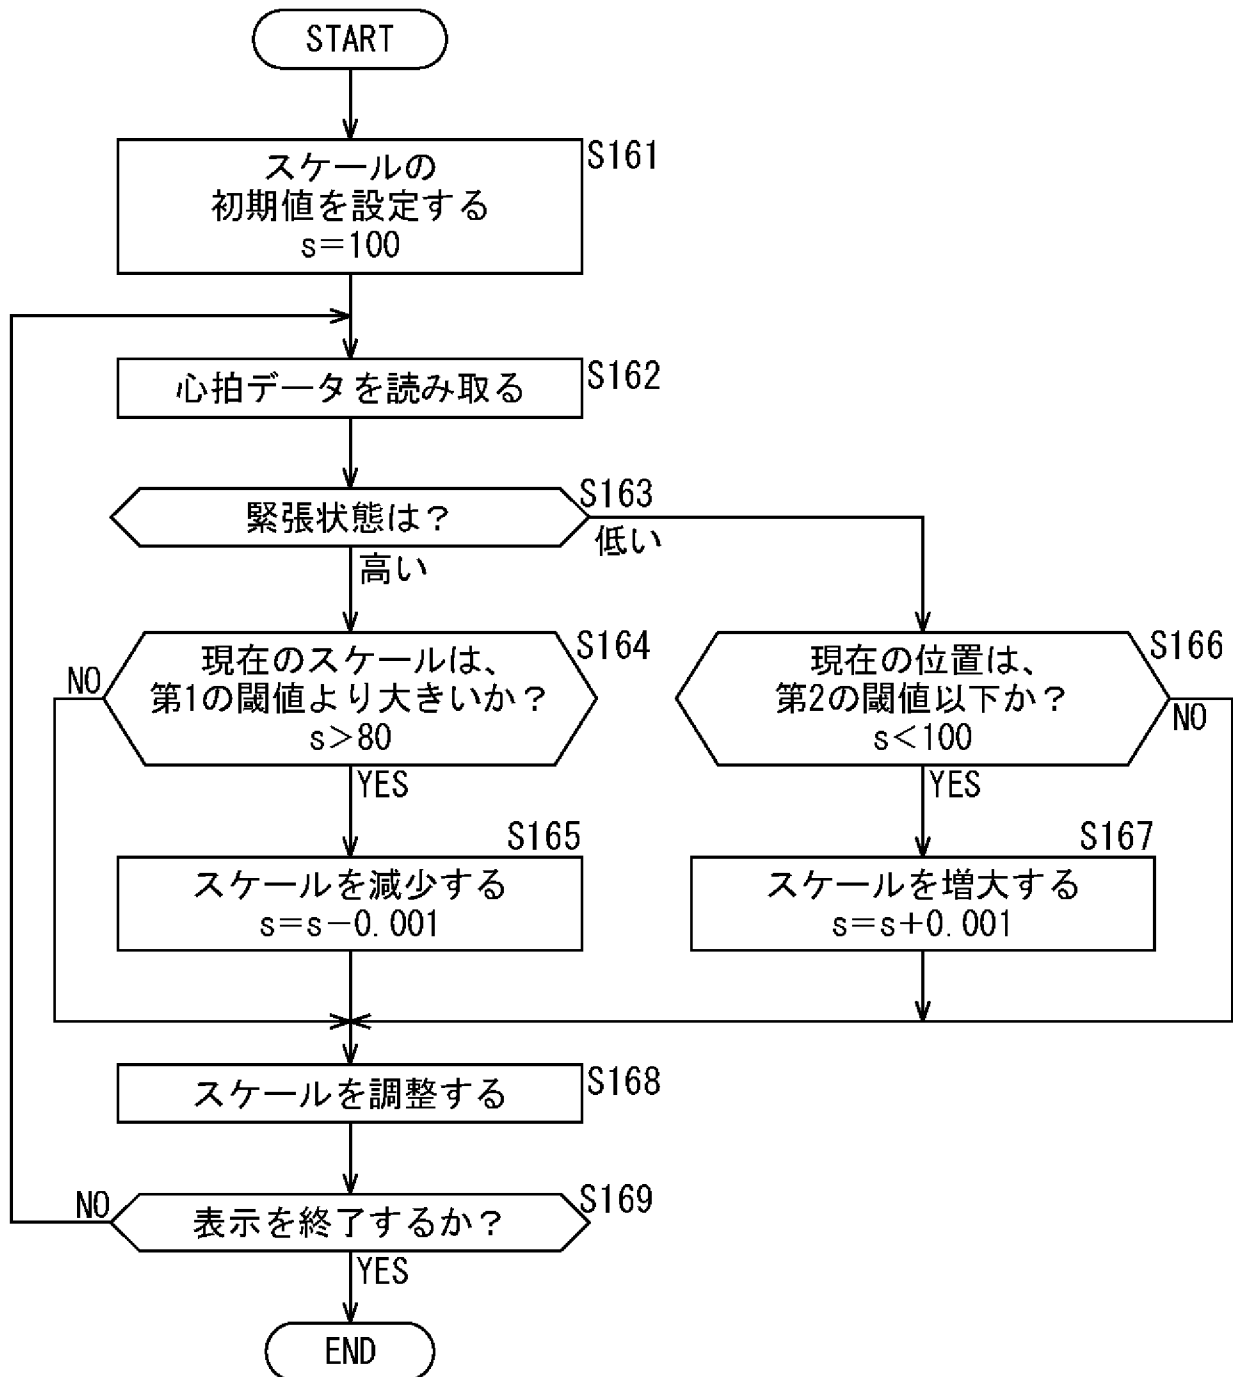 START
スケールの
初期値を設定する
s=100
S161
心拍データを読み取る
S162
緊張状態は?
S163
低い
高い
現在のスケールは、
第1の閾値より大きいか?
s>80
S164
NO
YES
現在の位置は、
第2の閾値以下か?
s<100
S166
NO
YES
S165
スケールを減少する
s=s-0.001
S167
スケールを増大する
s=s+0.001
スケールを調整する
S168
表示を終了するか?
S169
NO
YES
END